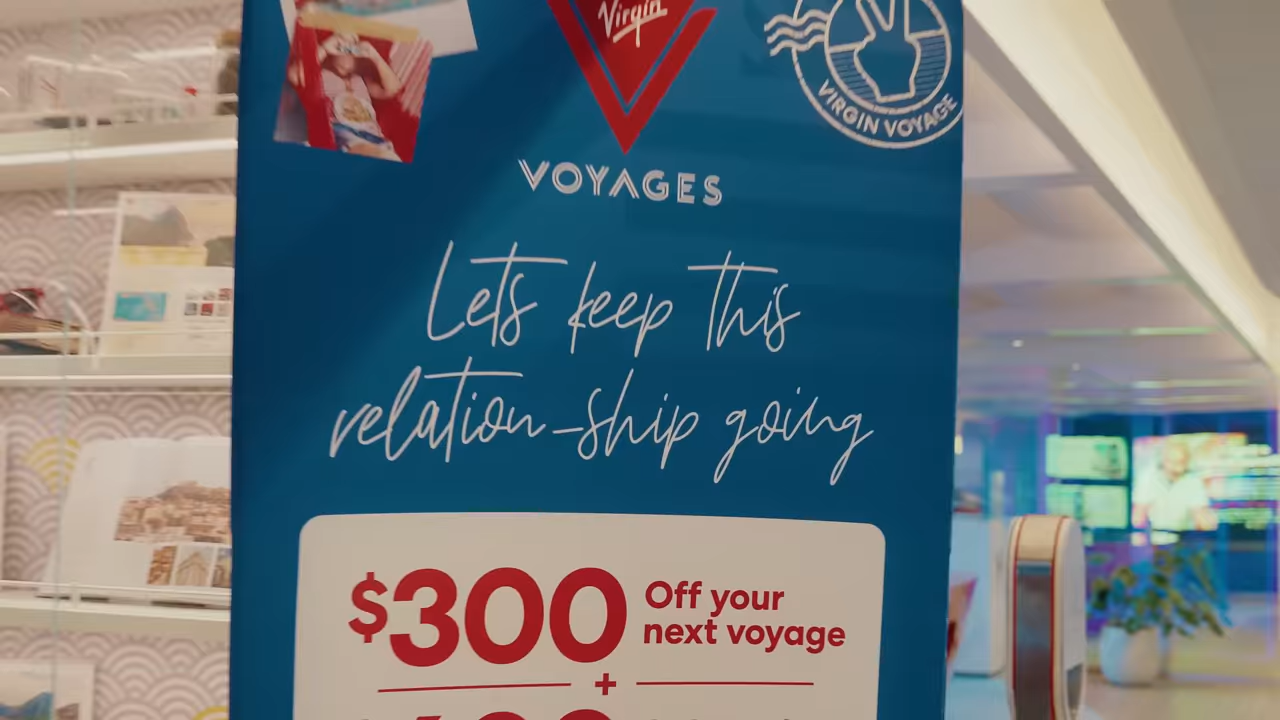 Virgin
VOYAGES
VIRGIN VOYAGE
Lets keep this
relation-ship going
$300 Off your
next voyage
+